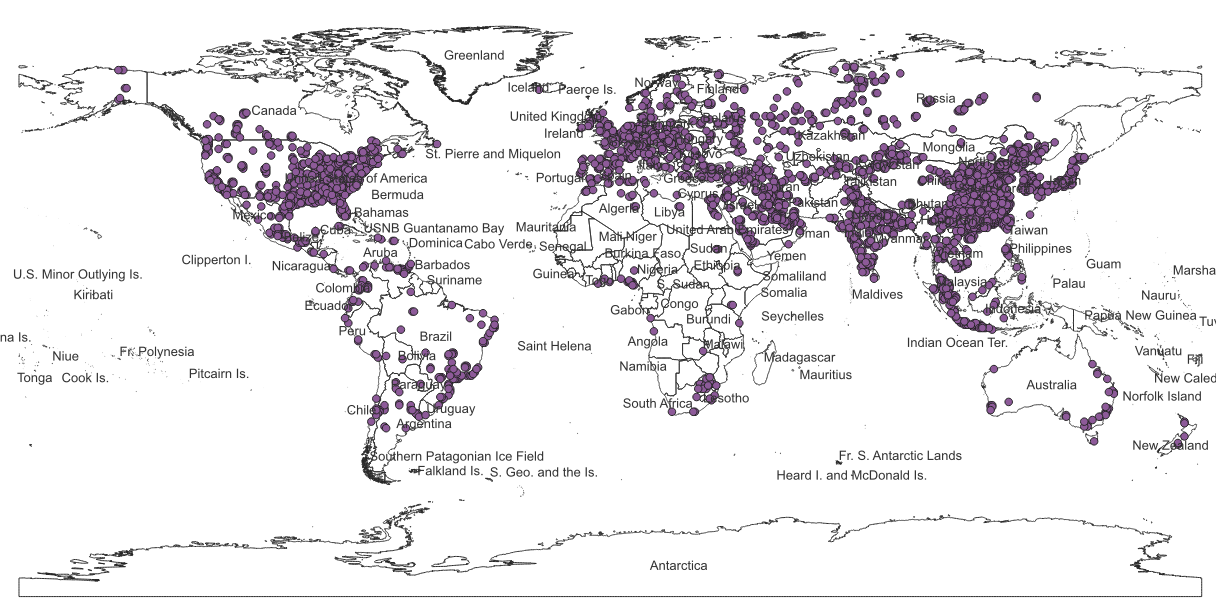 Greenland
Iceland
Faeroe Is.
Norway
Finland
Russia
Canada
United Kingdom
Ireland
Kazakhstan
Mongolia
St. Pierre and Miquelon
Uzbekistan
Portugal
United States of America
Bermuda
Greece
Cyprus
Tajikistan
Pakistan
Bhutan
Mexico
Bahamas
Algeria
Libya
Cuba
USNB Guantanamo Bay
Mauritania
United Arab Emirates
Oman
Myanmar
Taiwan
Dominica
Cabo Verde
Senegal
Mali
Niger
Sudan
Philippines
Clipperton I.
Aruba
Burkina Faso
Yemen
U.S. Minor Outlying Is.
Nicaragua
Barbados
Guinea
Togo
Nigeria
Ethiopia
Somaliland
Guam
Marsha
Kiribati
Colombia
Suriname
S. Sudan
Somalia
Maldives
Malaysia
Palau
Nauru
Ecuador
Gabon
Congo
Burundi
Seychelles
Indonesia
Papua New Guinea
Tuv
na Is.
Peru
Brazil
Saint Helena
Angola
Malawi
Indian Ocean Ter.
Niue
Fr. Polynesia
Bolivia
Madagascar
Vanuatu
Fiji
Tonga
Cook Is.
Pitcairn Is.
Paraguay
Namibia
Mauritius
Australia
New Caled
Chile
Uruguay
South Africa
Lesotho
Norfolk Island
Argentina
New Zealand
Southern Patagonian Ice Field
Fr. S. Antarctic Lands
Falkland Is.
S. Geo. and the Is.
Heard I. and McDonald Is.
Antarctica